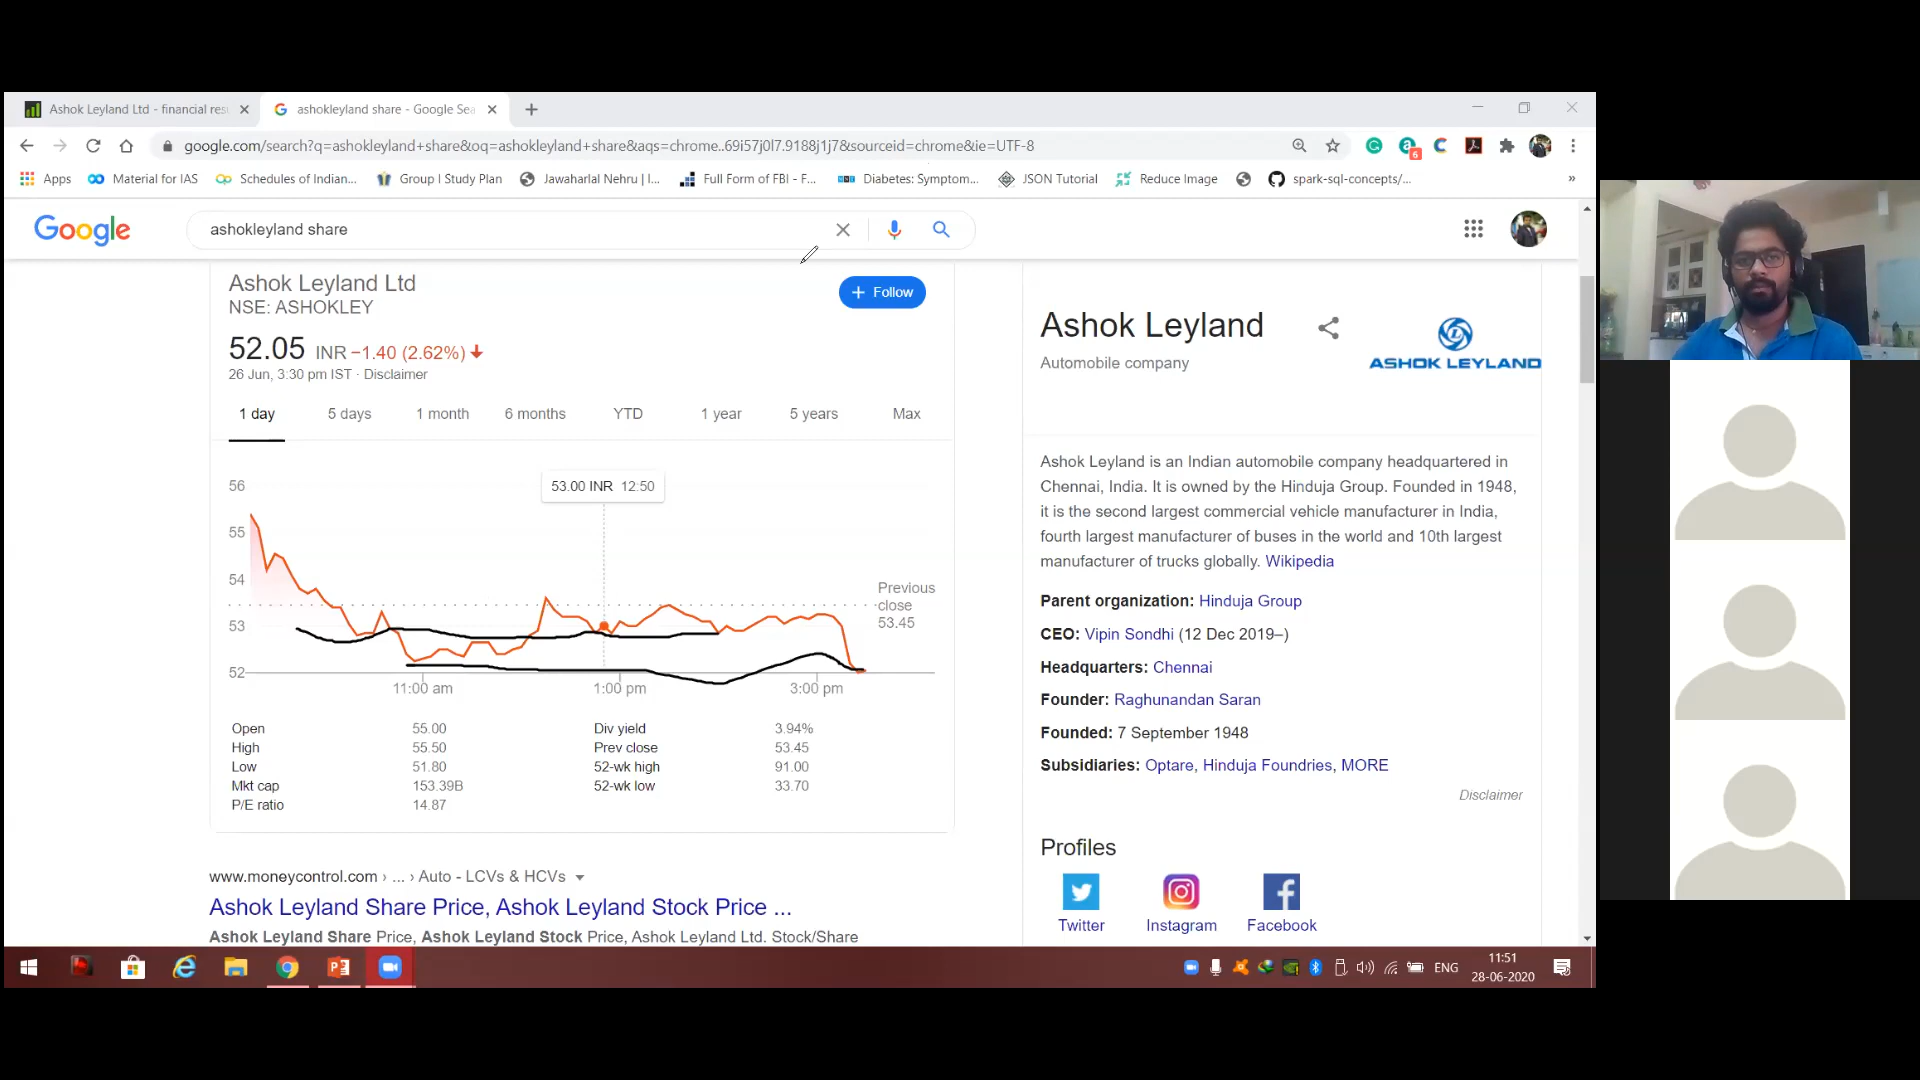 Ashok Leyland Ltd - financial res
ashokleyland share - Google Sea
google.com/search?q=ashokleyland+share&oq=ashokleyland+share&aqs=chrome..69i57j0l7.9188j1j7&sourceid=chrome&ie=UTF-8
Apps Material for IAS Schedules of Indian... Group I Study Plan Jawaharlal Nehru | I... Full Form of FBI - F... Diabetes: Symptom... JSON Tutorial Reduce Image spark-sql-concepts/... »
Google
ashokleyland share
Ashok Leyland Ltd
NSE: ASHOKLEY
+ Follow
52.05 INR −1.40 (2.62%)
26 Jun, 3:30 pm IST · Disclaimer
1 day 5 days 1 month 6 months YTD 1 year 5 years Max
53.00 INR 12:50
56
55
54
53
52
Previous
close
53.45
11:00 am 1:00 pm 3:00 pm
Open 55.00 Div yield 3.94%
High 55.50 Prev close 53.45
Low 51.80 52-wk high 91.00
Mkt cap 153.39B 52-wk low 33.70
P/E ratio 14.87
www.moneycontrol.com › ... › Auto - LCVs & HCVs
Ashok Leyland Share Price, Ashok Leyland Stock Price ...
Ashok Leyland Share Price, Ashok Leyland Stock Price, Ashok Leyland Ltd. Stock/Share
Ashok Leyland
Automobile company
ASHOK LEYLAND
Ashok Leyland is an Indian automobile company headquartered in
Chennai, India. It is owned by the Hinduja Group. Founded in 1948,
it is the second largest commercial vehicle manufacturer in India,
fourth largest manufacturer of buses in the world and 10th largest
manufacturer of trucks globally. Wikipedia
Parent organization: Hinduja Group
CEO: Vipin Sondhi (12 Dec 2019–)
Headquarters: Chennai
Founder: Raghunandan Saran
Founded: 7 September 1948
Subsidiaries: Optare, Hinduja Foundries, MORE
Disclaimer
Profiles
Twitter Instagram Facebook
ENG
11:51
28-06-2020